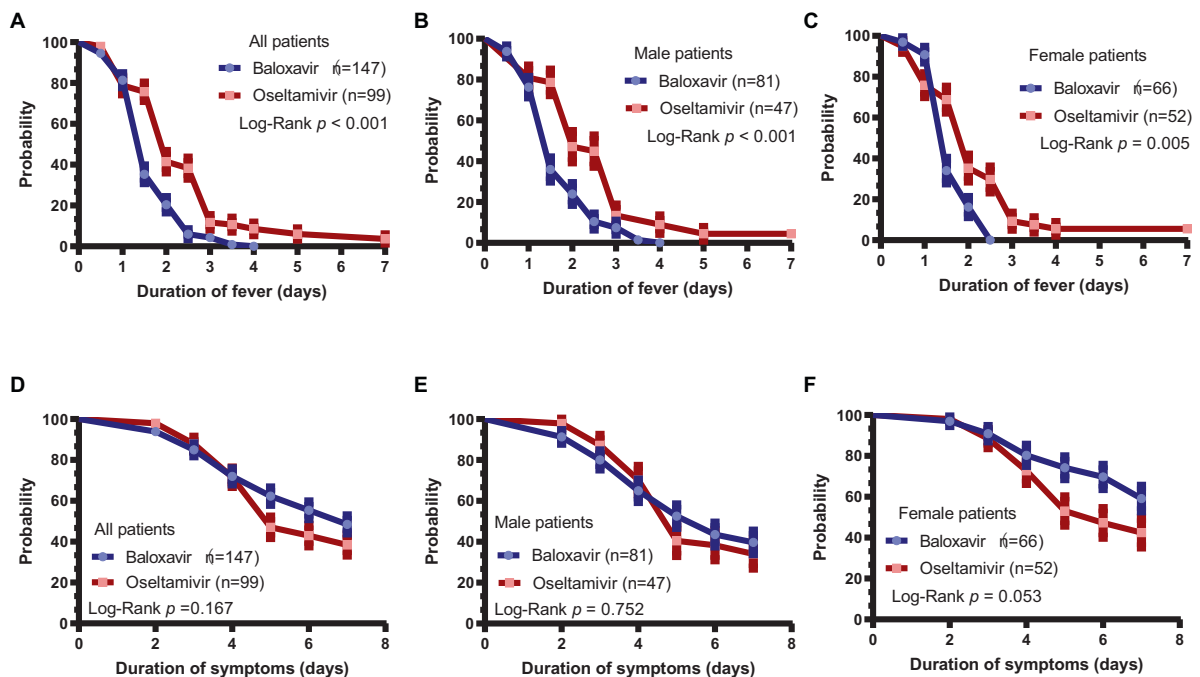 A
All patients
Baloxavir (n=147)
Oseltamivir (n=99)
Log-Rank p < 0.001
Probability
100
80
60
40
20
0
0 1 2 3 4 5 6 7
Duration of fever (days)
B
Male patients
Baloxavir (n=81)
Oseltamivir (n=47)
Log-Rank p < 0.001
Probability
100
80
60
40
20
0
0 1 2 3 4 5 6 7
Duration of fever (days)
C
Female patients
Baloxavir (n=66)
Oseltamivir (n=52)
Log-Rank p = 0.005
Probability
100
80
60
40
20
0
0 1 2 3 4 5 6 7
Duration of fever (days)
D
Probability
100
80
60
40
20
0
All patients
Baloxavir (n=147)
Oseltamivir (n=99)
Log-Rank p =0.167
0 2 4 6 8
Duration of symptoms (days)
E
Probability
100
80
60
40
20
0
Male patients
Baloxavir (n=81)
Oseltamivir (n=47)
Log-Rank p = 0.752
0 2 4 6 8
Duration of symptoms (days)
F
Probability
100
80
60
40
20
0
Female patients
Baloxavir (n=66)
Oseltamivir (n=52)
Log-Rank p = 0.053
0 2 4 6 8
Duration of symptoms (days)